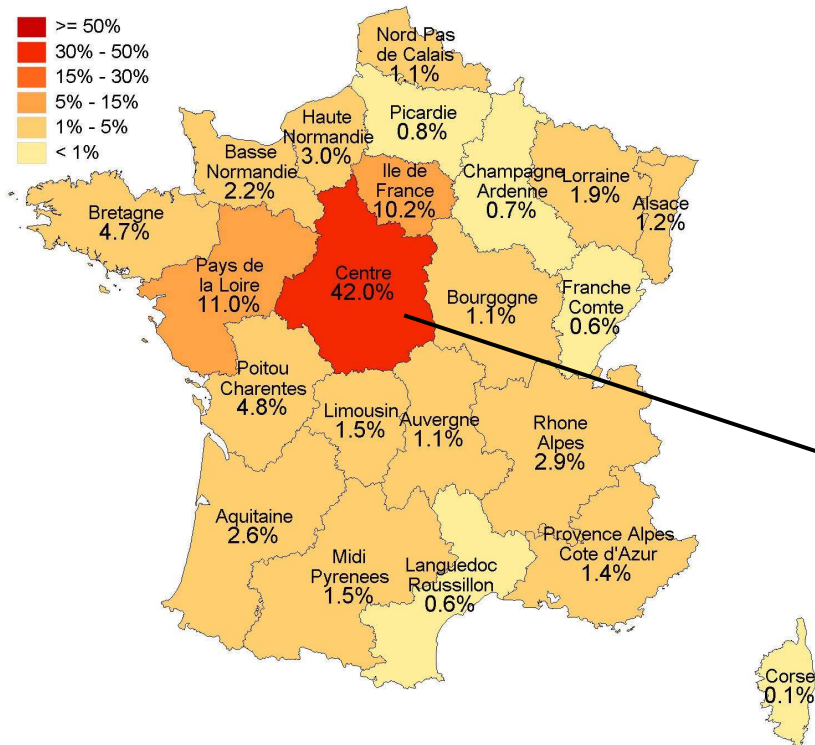 >= 50%
30% - 50%
15% - 30%
5% - 15%
1% - 5%
< 1%
Nord Pas
de Calais
1.1%
Picardie
0.8%
Haute
Normandie
3.0%
Basse
Normandie
2.2%
Ile de
France
10.2%
Champagne
Ardenne
0.7%
Lorraine
1.9%
Alsace
1.2%
Bretagne
4.7%
Pays de
la Loire
11.0%
Centre
42.0%
Bourgogne
1.1%
Franche
Comte
0.6%
Poitou
Charentes
4.8%
Limousin
1.5%
Auvergne
1.1%
Rhone
Alpes
2.9%
Aquitaine
2.6%
Midi
Pyrenees
1.5%
Languedoc
Roussillon
0.6%
Provence Alpes
Cote d'Azur
1.4%
Corse
0.1%